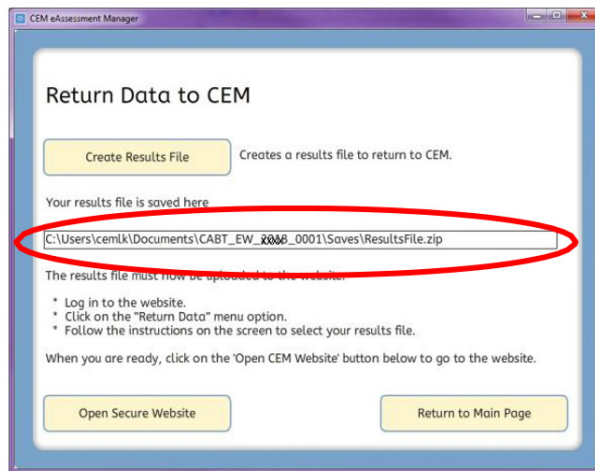 CEM eAssessment Manager
Return Data to CEM
Create Results File
Creates a results file to return to CEM.
Your results file is saved here
C:\Users\cemlk\Documents\CABT_EW_xxxx_0001\Saves\ResultsFile.zip
The results file must now be uploaded to the website.
* Log in to the website.
* Click on the "Return Data" menu option.
* Follow the instructions on the screen to select your results file.
When you are ready, click on the 'Open CEM Website' button below to go to the website.
Open Secure Website
Return to Main Page